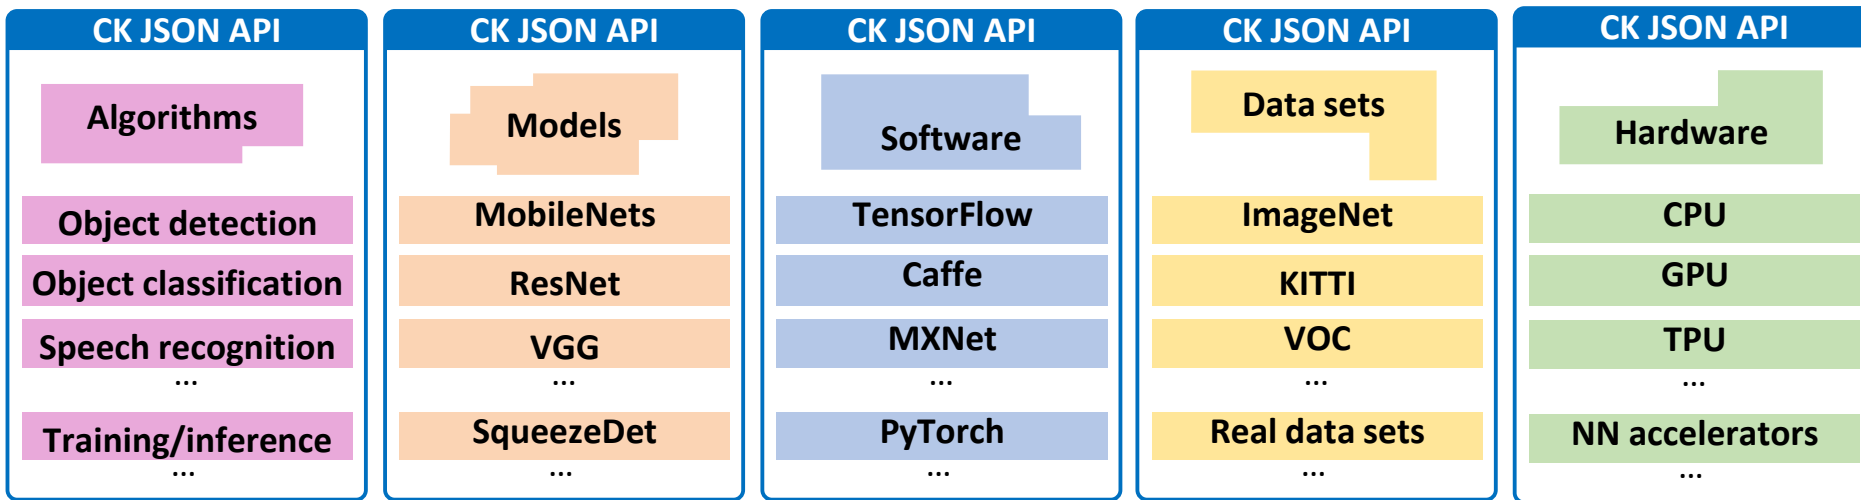 CK JSON API
Algorithms
Object detection
Object classification
Speech recognition
...
Training/inference
...
CK JSON API
Models
MobileNets
ResNet
VGG
...
SqueezeDet
...
CK JSON API
Software
TensorFlow
Caffe
MXNet
...
PyTorch
...
CK JSON API
Data sets
ImageNet
KITTI
VOC
...
Real data sets
...
CK JSON API
Hardware
CPU
GPU
TPU
...
NN accelerators
...